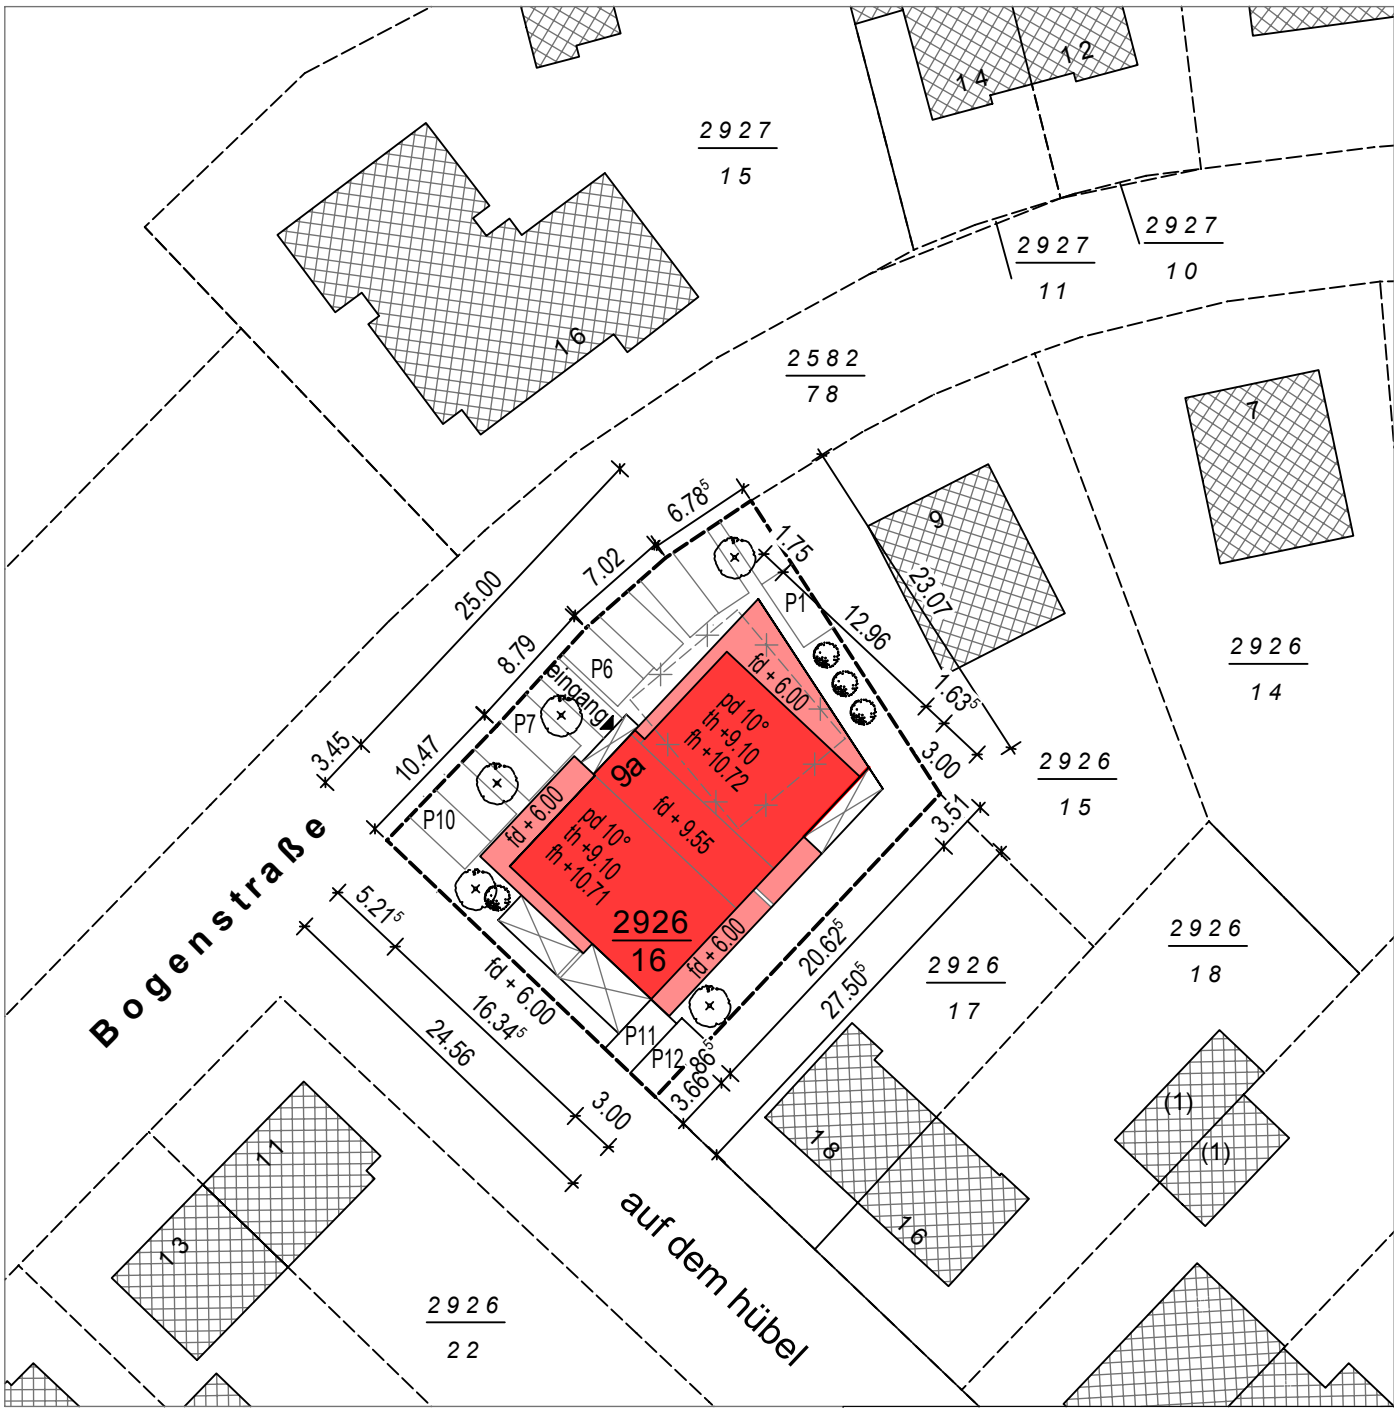 14
12
2927
15
2927
10
2927
11
16
2582
78
7
9
6.78⁵
1.75
7.02
25.00
23.07
P1
12.96
2926
14
8.79
P6
eingang
fd + 6.00
1.63⁵
P7
pd 10°
th +9.10
fh +10.72
3.45
10.47
9a
3.00
2926
15
fd + 6.00
fd + 9.55
3.51
P10
pd 10°
th +9.10
fh +10.71
Bogenstraße
5.21⁵
2926
16
fd + 6.00
20.62⁵
2926
18
fd + 6.00
27.50⁵
2926
17
16.34⁵
24.56
P11
P12
3.66
3.00
18
16
(1)
(1)
11
13
auf dem hübel
2926
22